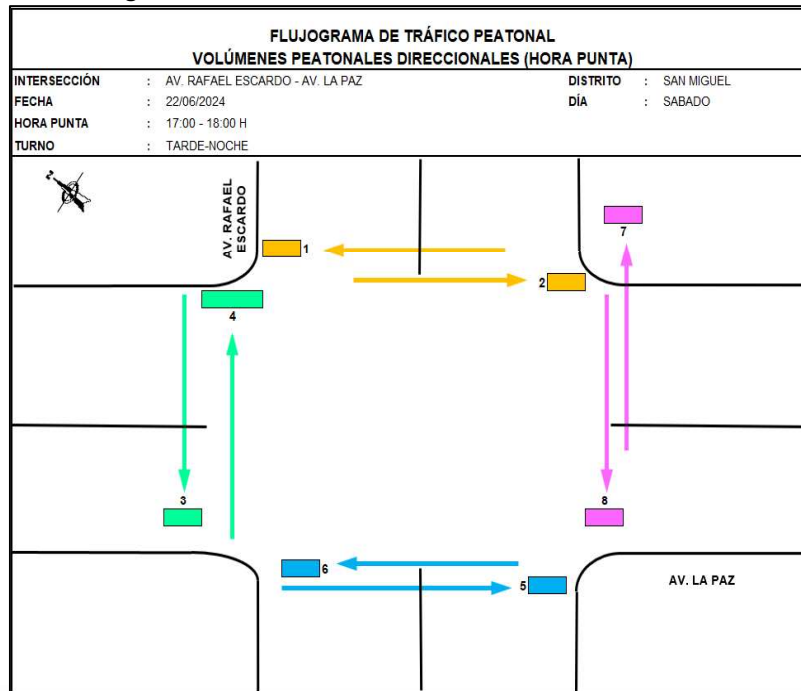 FLUJOGRAMA DE TRÁFICO PEATONAL
VOLÚMENES PEATONALES DIRECCIONALES (HORA PUNTA)
INTERSECCIÓN : AV. RAFAEL ESCARDO - AV. LA PAZ DISTRITO : SAN MIGUEL
FECHA : 22/06/2024 DÍA : SABADO
HORA PUNTA : 17:00 - 18:00 H
TURNO : TARDE-NOCHE
Z
AV. RAFAEL
ESCARDO
7
1
2
4
3
8
6
5
AV. LA PAZ